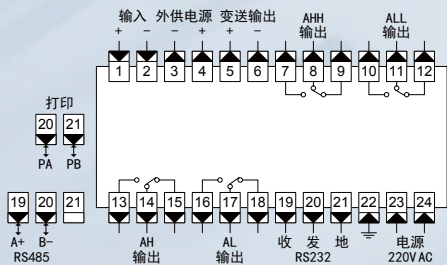 输入 外供电源 变送输出 AHH 输出 ALL 输出
+ − − + + −
1 2 3 4 5 6 7 8 9 10 11 12
打印
20 21
PA PB
19 20 21
A+ B-
RS485
13 14 15 16 17 18 19 20 21 22 23 24
AH 输出 AL 输出 收 发 地 电源
RS232 220V AC